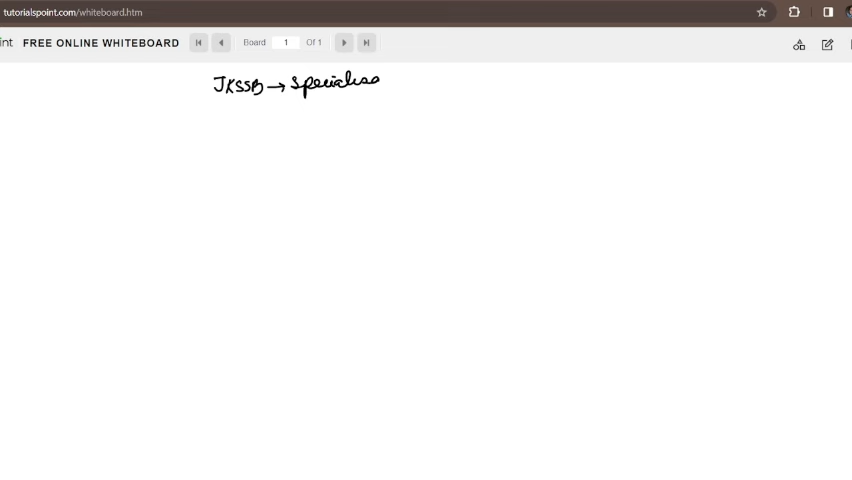 tutorialspoint.com/whiteboard.htm
int FREE ONLINE WHITEBOARD Board 1 Of 1
JKSSB → Specialise